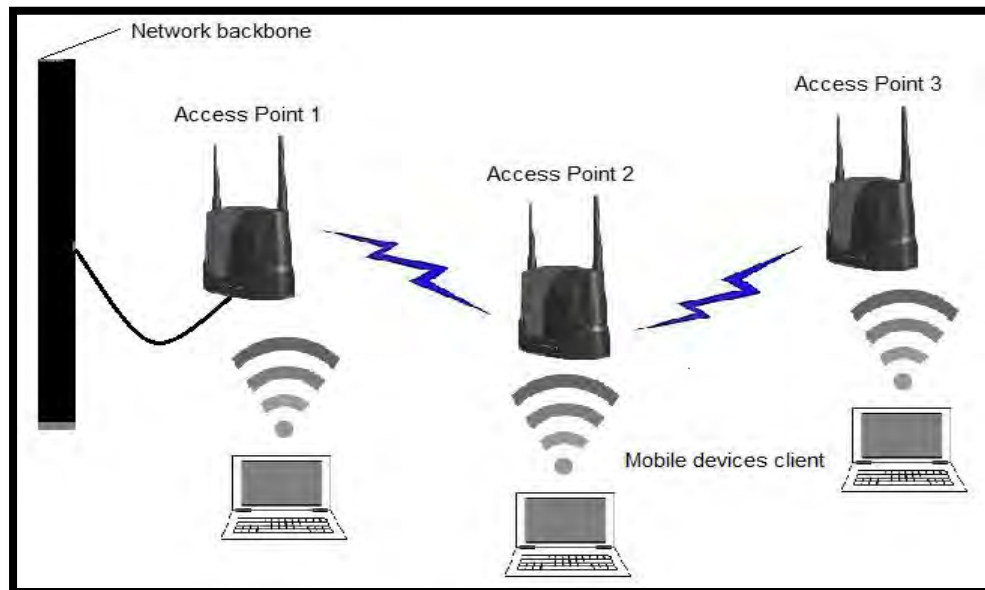 Network backbone
Access Point 3
Access Point 1
Access Point 2
Mobile devices client